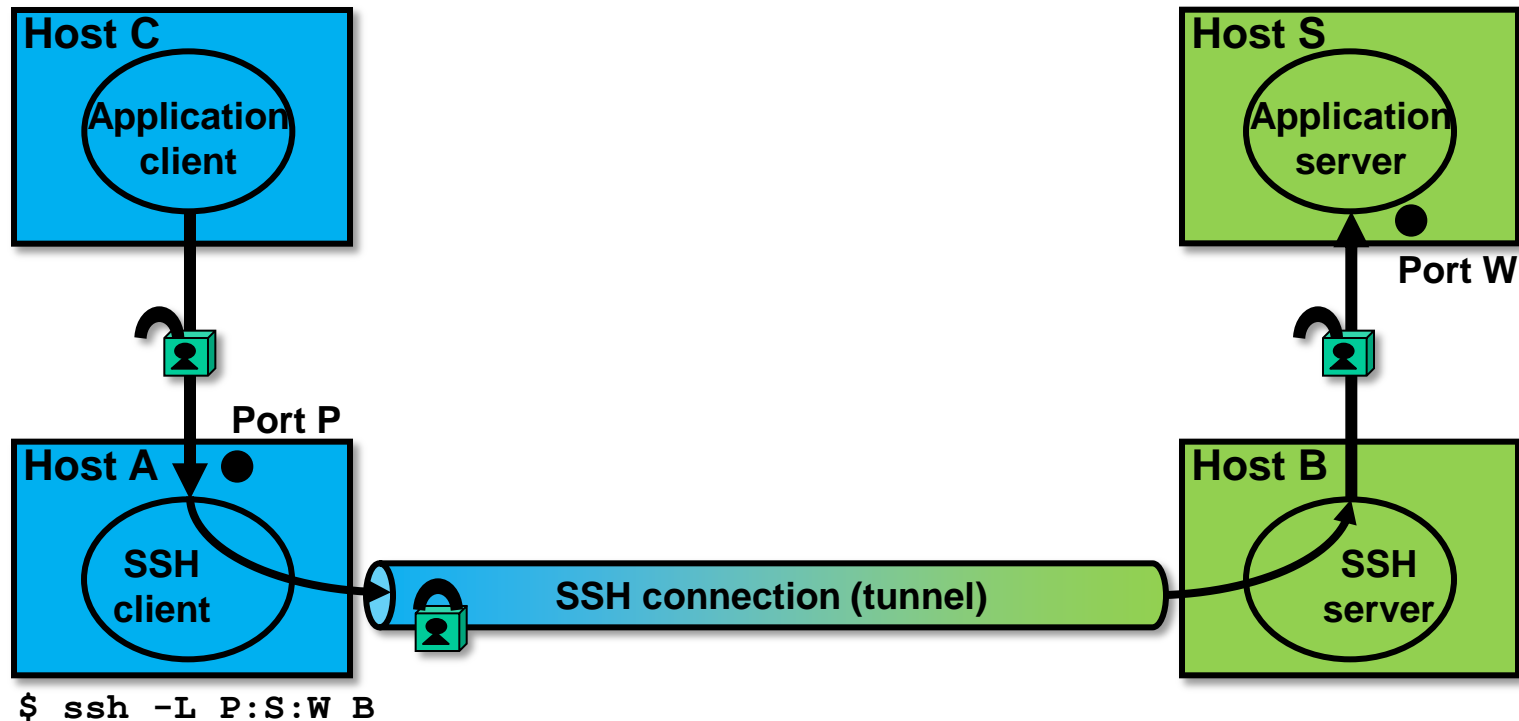 Host C
Application
client
Host S
Application
server
Port W
Port P
Host A
SSH
client
SSH connection (tunnel)
Host B
SSH
server
$ ssh -L P:S:W B